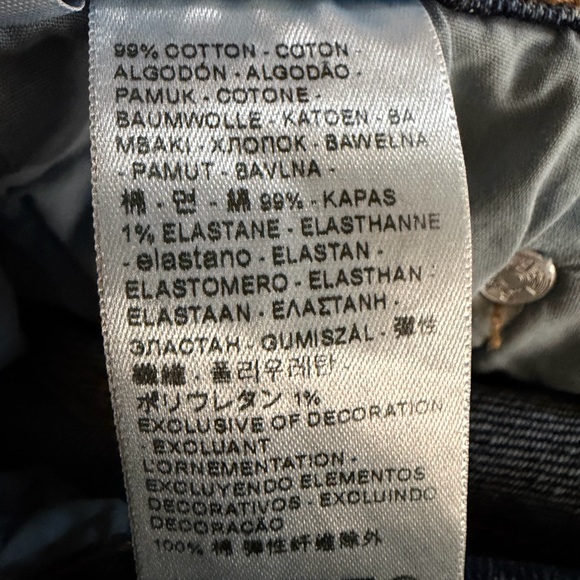 99% COTTON - COTON -
ALGODÓN - ALGODÃO -
PAMUK - COTONE -
BAUMWOLLE - KATOEN - BA
MBAKI - ХЛОПОК - BAWEŁNA
- PAMUT - BAVLNA -
棉 - 면 - 綿 99% - KAPAS
1% ELASTANE - ELASTHANNE
- elastano - ELASTAN -
ELASTOMERO - ELASTHAN -
ELASTAAN - ΕΛΑΣΤΑΝΗ -
ЭЛАСТАН - GUMISZÁL - 弹性
纖維 - 폴리우레탄 -
ポリウレタン 1%
EXCLUSIVE OF DECORATION
- EXCLUANT
L'ORNEMENTATION -
EXCLUYENDO ELEMENTOS
DECORATIVOS - EXCLUINDO
DECORAÇÃO
100% 棉 弹性纤维除外